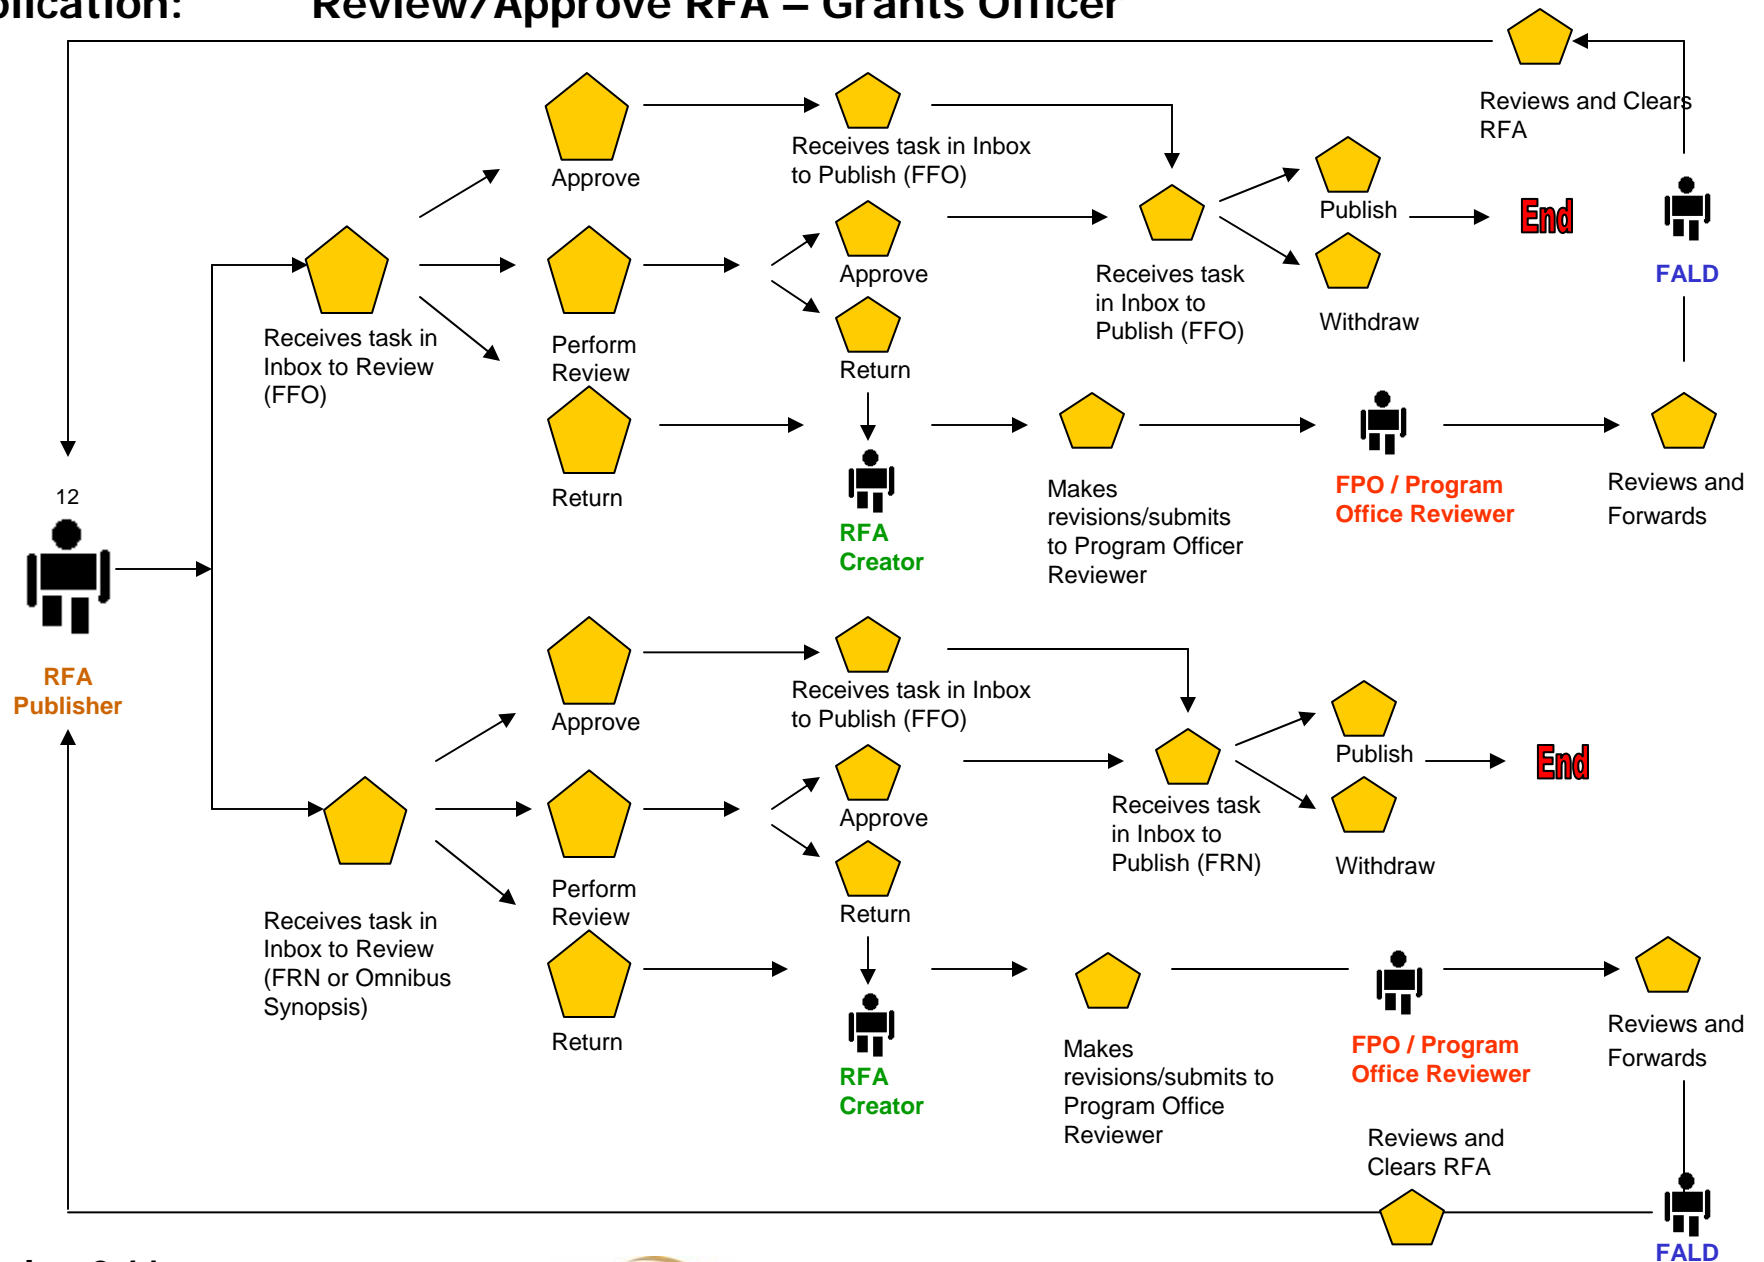 Review/Approve RFA – Grants Officer
Reviews and Clears
RFA
Approve
Receives task in Inbox
to Publish (FFO)
Publish
End
Receives task
in Inbox to
Publish (FFO)
Withdraw
FALD
Receives task in
Inbox to Review
(FFO)
Perform
Review
Approve
Return
Return
12
RFA
Publisher
RFA
Creator
Makes
revisions/submits
to Program Officer
Reviewer
FPO / Program
Office Reviewer
Reviews and
Forwards
Approve
Receives task in Inbox
to Publish (FFO)
Publish
End
Receives task
in Inbox to
Publish (FRN)
Withdraw
Receives task in
Inbox to Review
(FRN or Omnibus
Synopsis)
Perform
Review
Approve
Return
Return
RFA
Creator
Makes
revisions/submits to
Program Office
Reviewer
FPO / Program
Office Reviewer
Reviews and
Forwards
Reviews and
Clears RFA
FALD